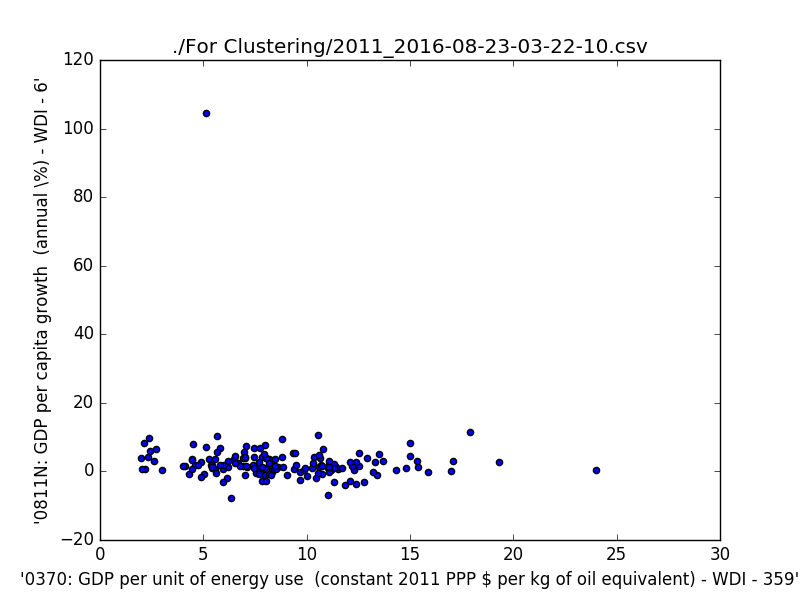 ./For Clustering/2011_2016-08-23-03-22-10.csv
120
100
80
60
40
20
0
−20
0 5 10 15 20 25 30
'0811N: GDP per capita growth  (annual \%) - WDI - 6'
'0370: GDP per unit of energy use  (constant 2011 PPP $ per kg of oil equivalent) - WDI - 359'